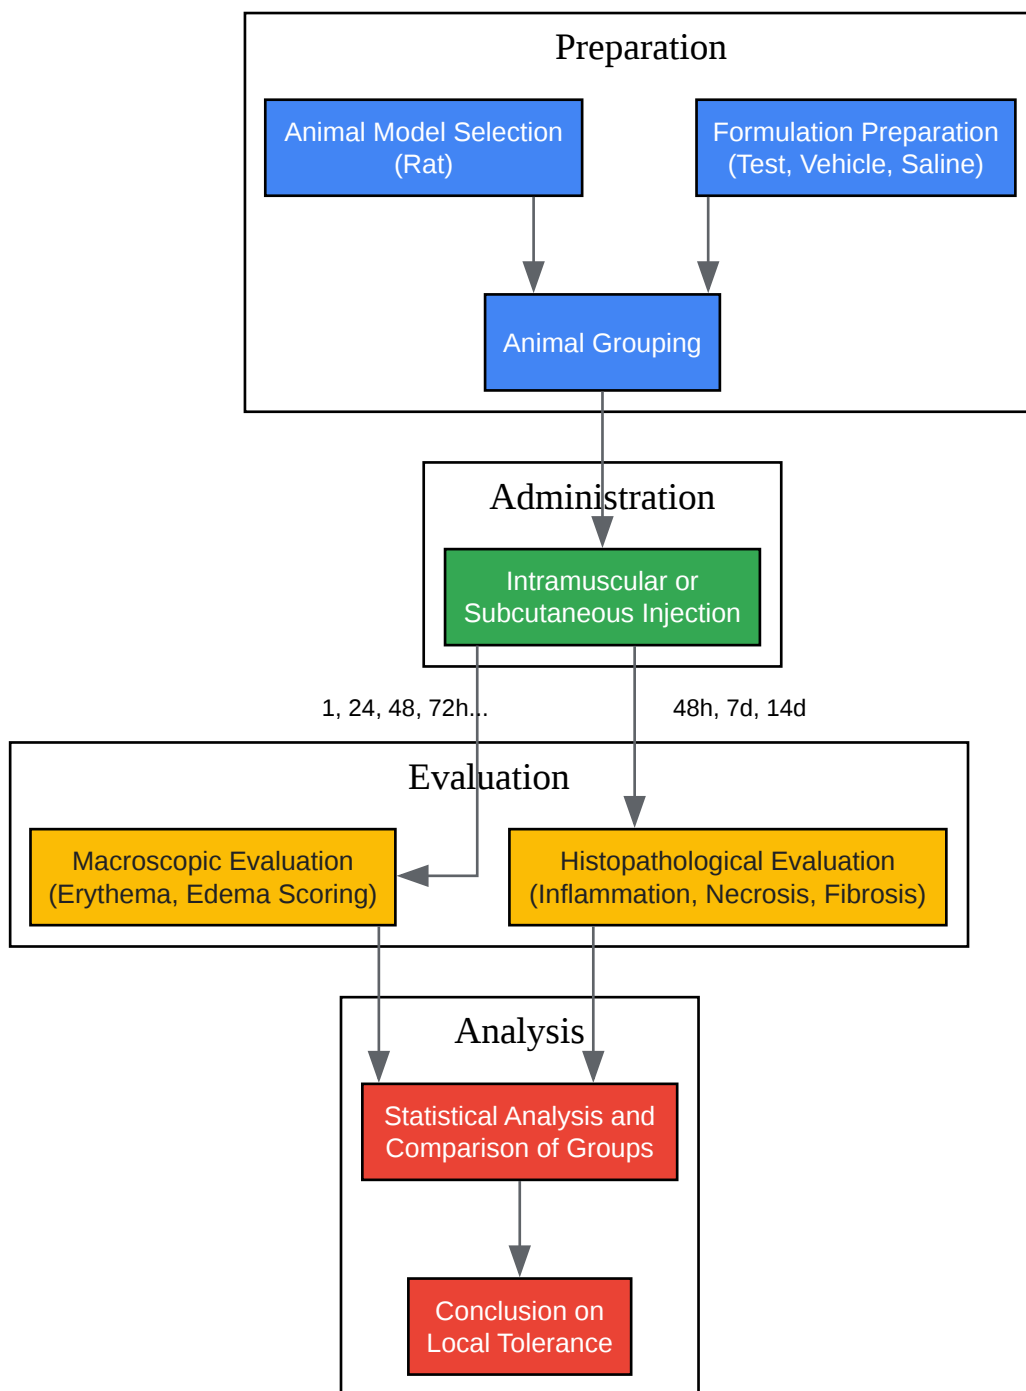 Preparation
Animal Model Selection
(Rat)
Formulation Preparation
(Test, Vehicle, Saline)
Animal Grouping
Administration
Intramuscular or
Subcutaneous Injection
1, 24, 48, 72h...
48h, 7d, 14d
Evaluation
Macroscopic Evaluation
(Erythema, Edema Scoring)
Histopathological Evaluation
(Inflammation, Necrosis, Fibrosis)
Analysis
Statistical Analysis and
Comparison of Groups
Conclusion on
Local Tolerance